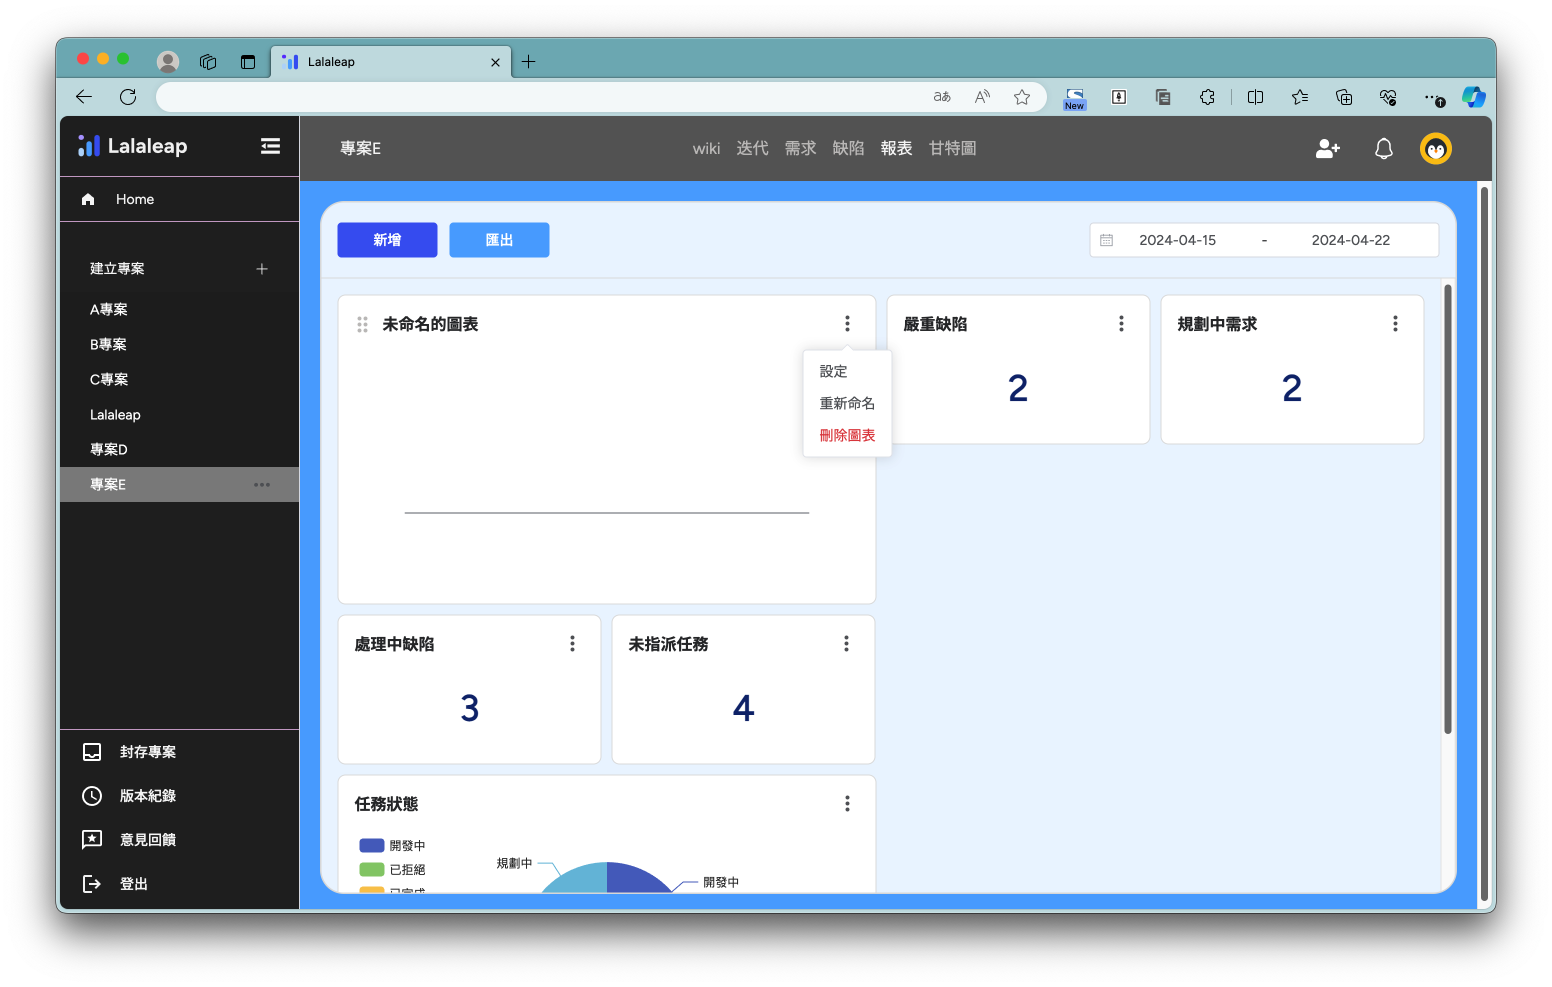 Lalaleap
aあ
A
New
Lalaleap
專案E
wiki 迭代 需求 缺陷 報表 甘特圖
Home
建立專案
A專案
B專案
C專案
Lalaleap
專案D
專案E
封存專案
版本紀錄
意見回饋
登出
新增 匯出
2024-04-15 - 2024-04-22
未命名的圖表
設定
重新命名
刪除圖表
嚴重缺陷
2
規劃中需求
2
處理中缺陷
3
未指派任務
4
任務狀態
開發中
已拒絕
已完成
規劃中
開發中